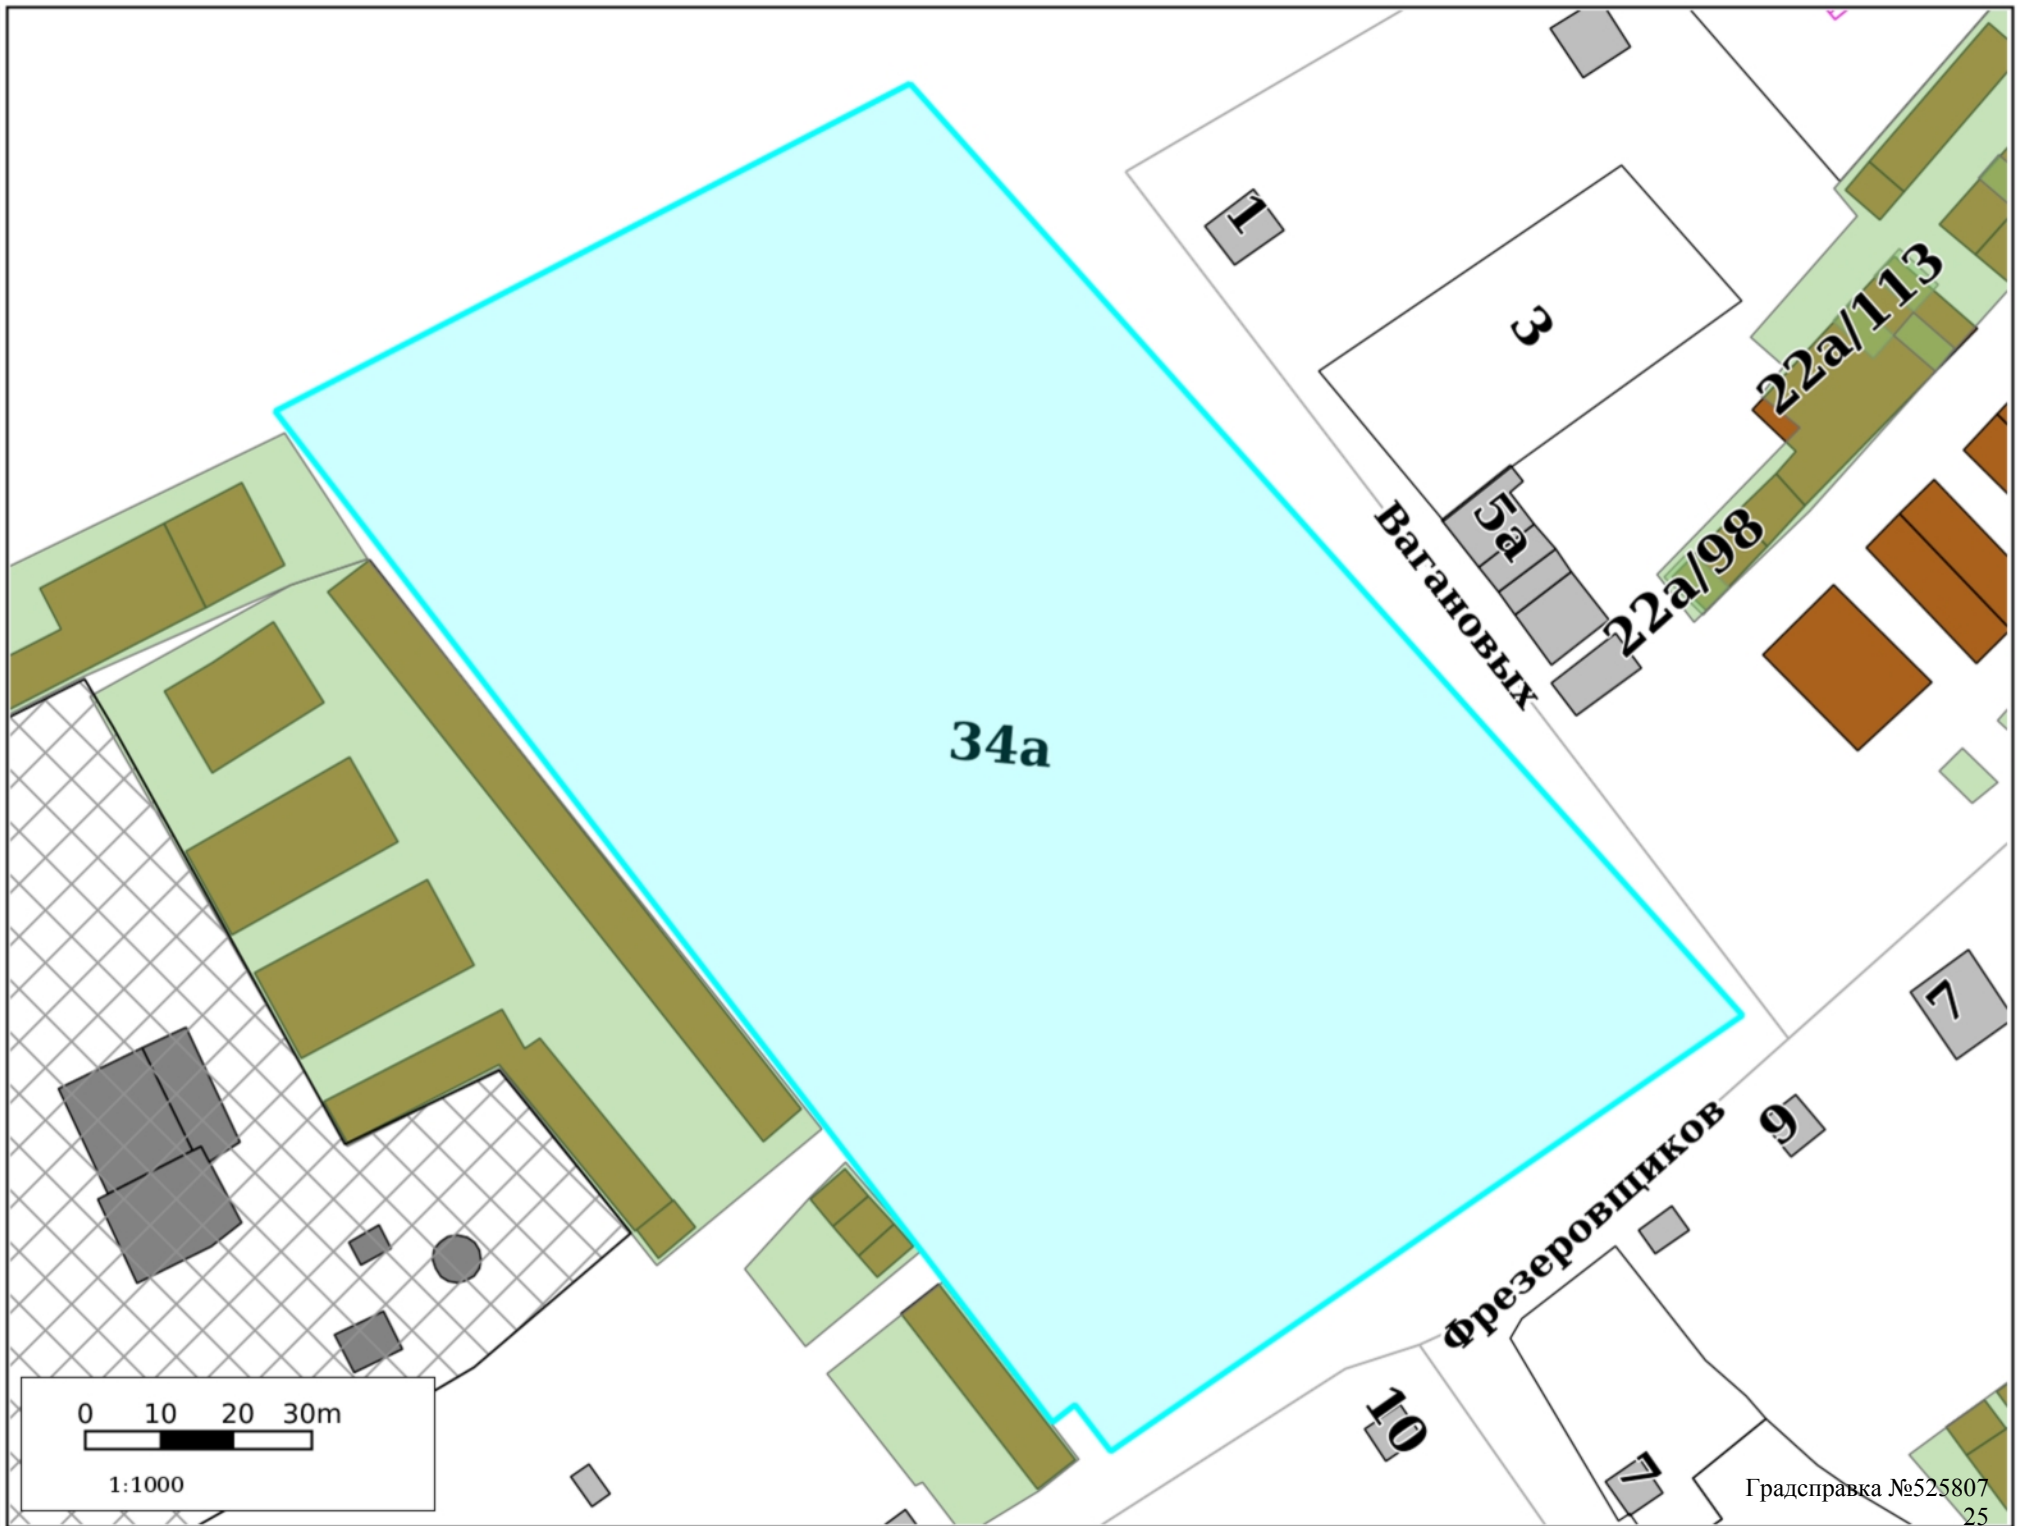 1
3
22а/113
5а
Вагановых
22а/98
34а
7
9
Фрезеровщиков
10
7
0 10 20 30m
1:1000
Градсправка №525807
25